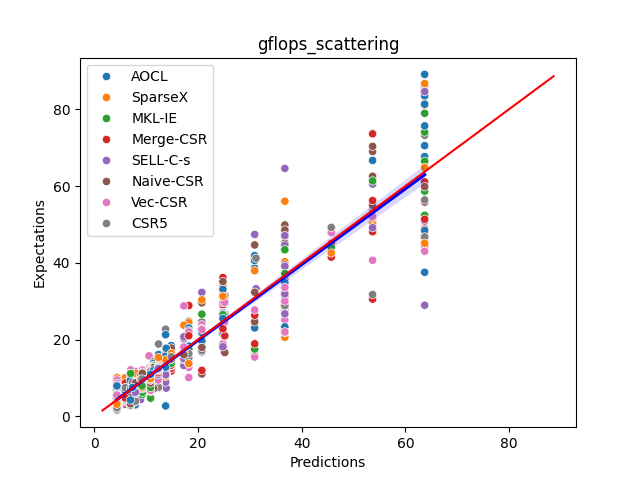 gflops_scattering
AOCL
SparseX
MKL-IE
Merge-CSR
SELL-C-s
Naive-CSR
Vec-CSR
CSR5
Expectations
80
60
40
20
0
0 20 40 60 80
Predictions